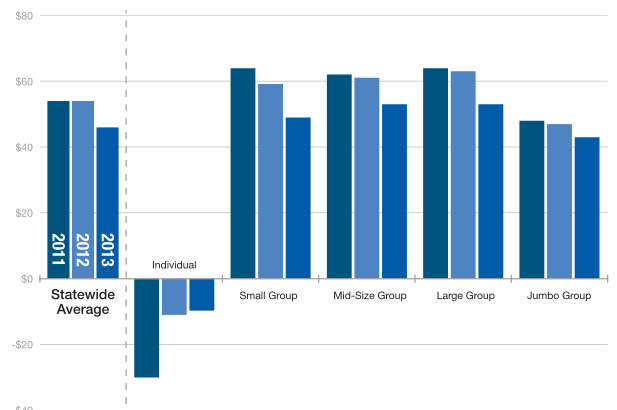 $80
$60
$40
$20
$0
-$20
2011
2012
2013
Individual
Statewide
Average
Small Group
Mid-Size Group
Large Group
Jumbo Group